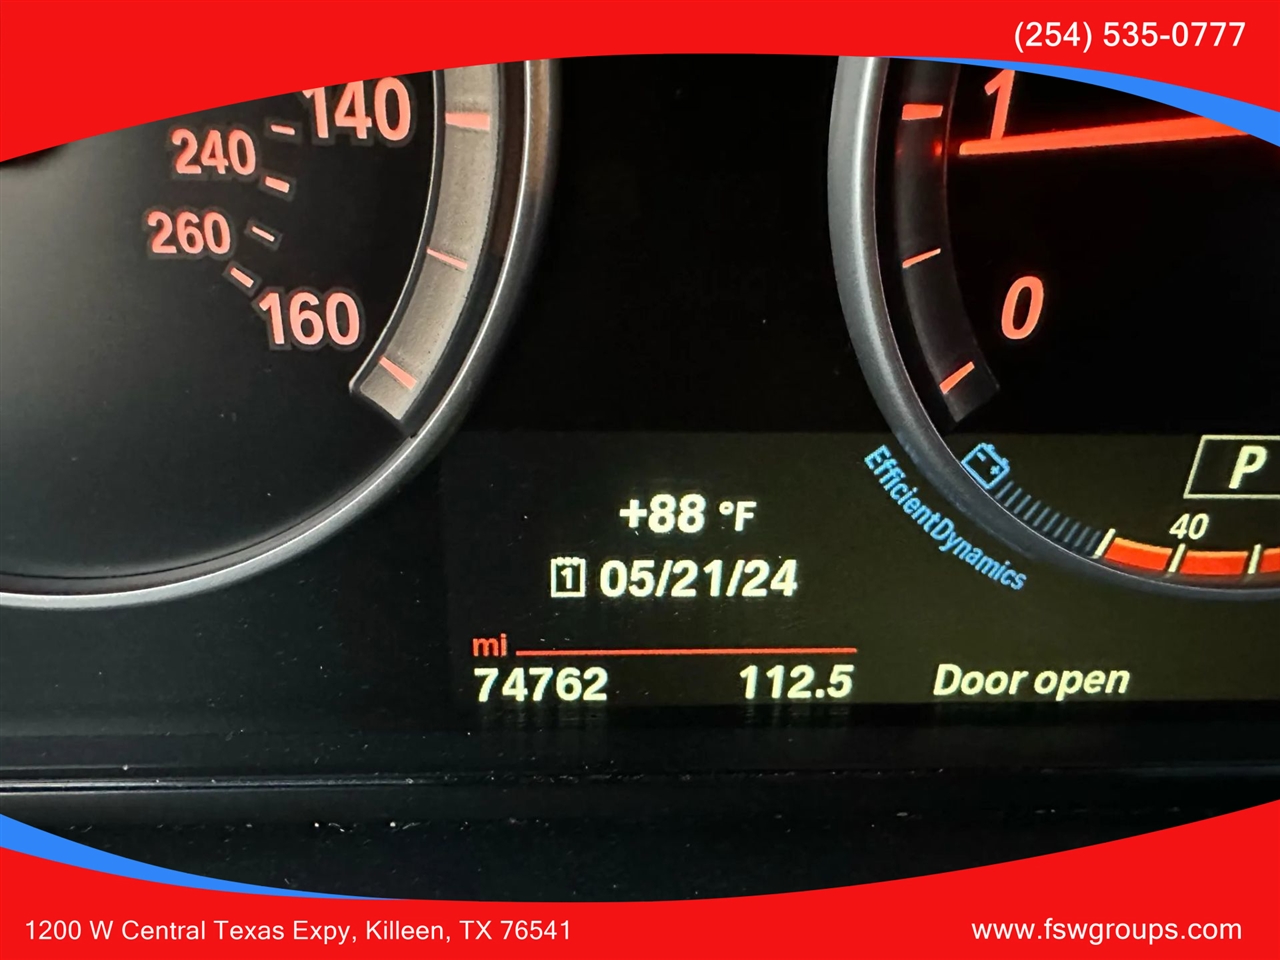 (254) 535-0777
140
240
260
160
1
0
P
40
EfficientDynamics
+88 °F
1 05/21/24
mi
74762 112.5 Door open
1200 W Central Texas Expy, Killeen, TX 76541
www.fswgroups.com